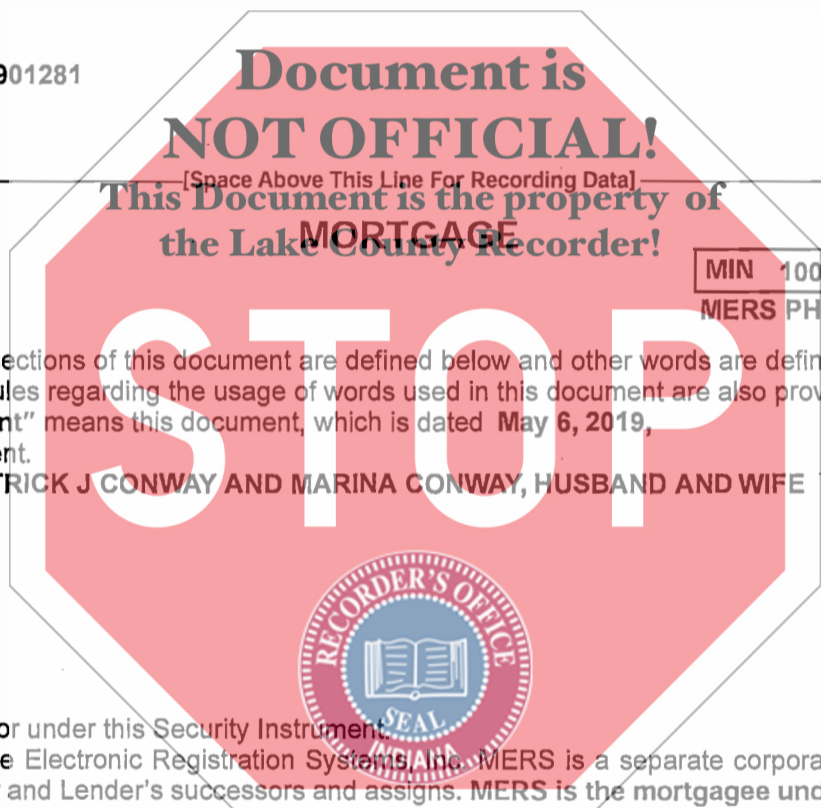 901281
Document is
NOT OFFICIAL!
[Space Above This Line For Recording Data]
This Document is the property of
MORTGAGE
the Lake County Recorder!
MIN 100
MERS PH
STOP
ections of this document are defined below and other words are defin
ules regarding the usage of words used in this document are also prov
nt" means this document, which is dated May 6, 2019,
ent.
TRICK J CONWAY AND MARINA CONWAY, HUSBAND AND WIFE
RECORDER'S OFFICE
SEAL
INDIANA
or under this Security Instrument.
e Electronic Registration Systems, Inc. MERS is a separate corpora
and Lender's successors and assigns. MERS is the mortgagee und